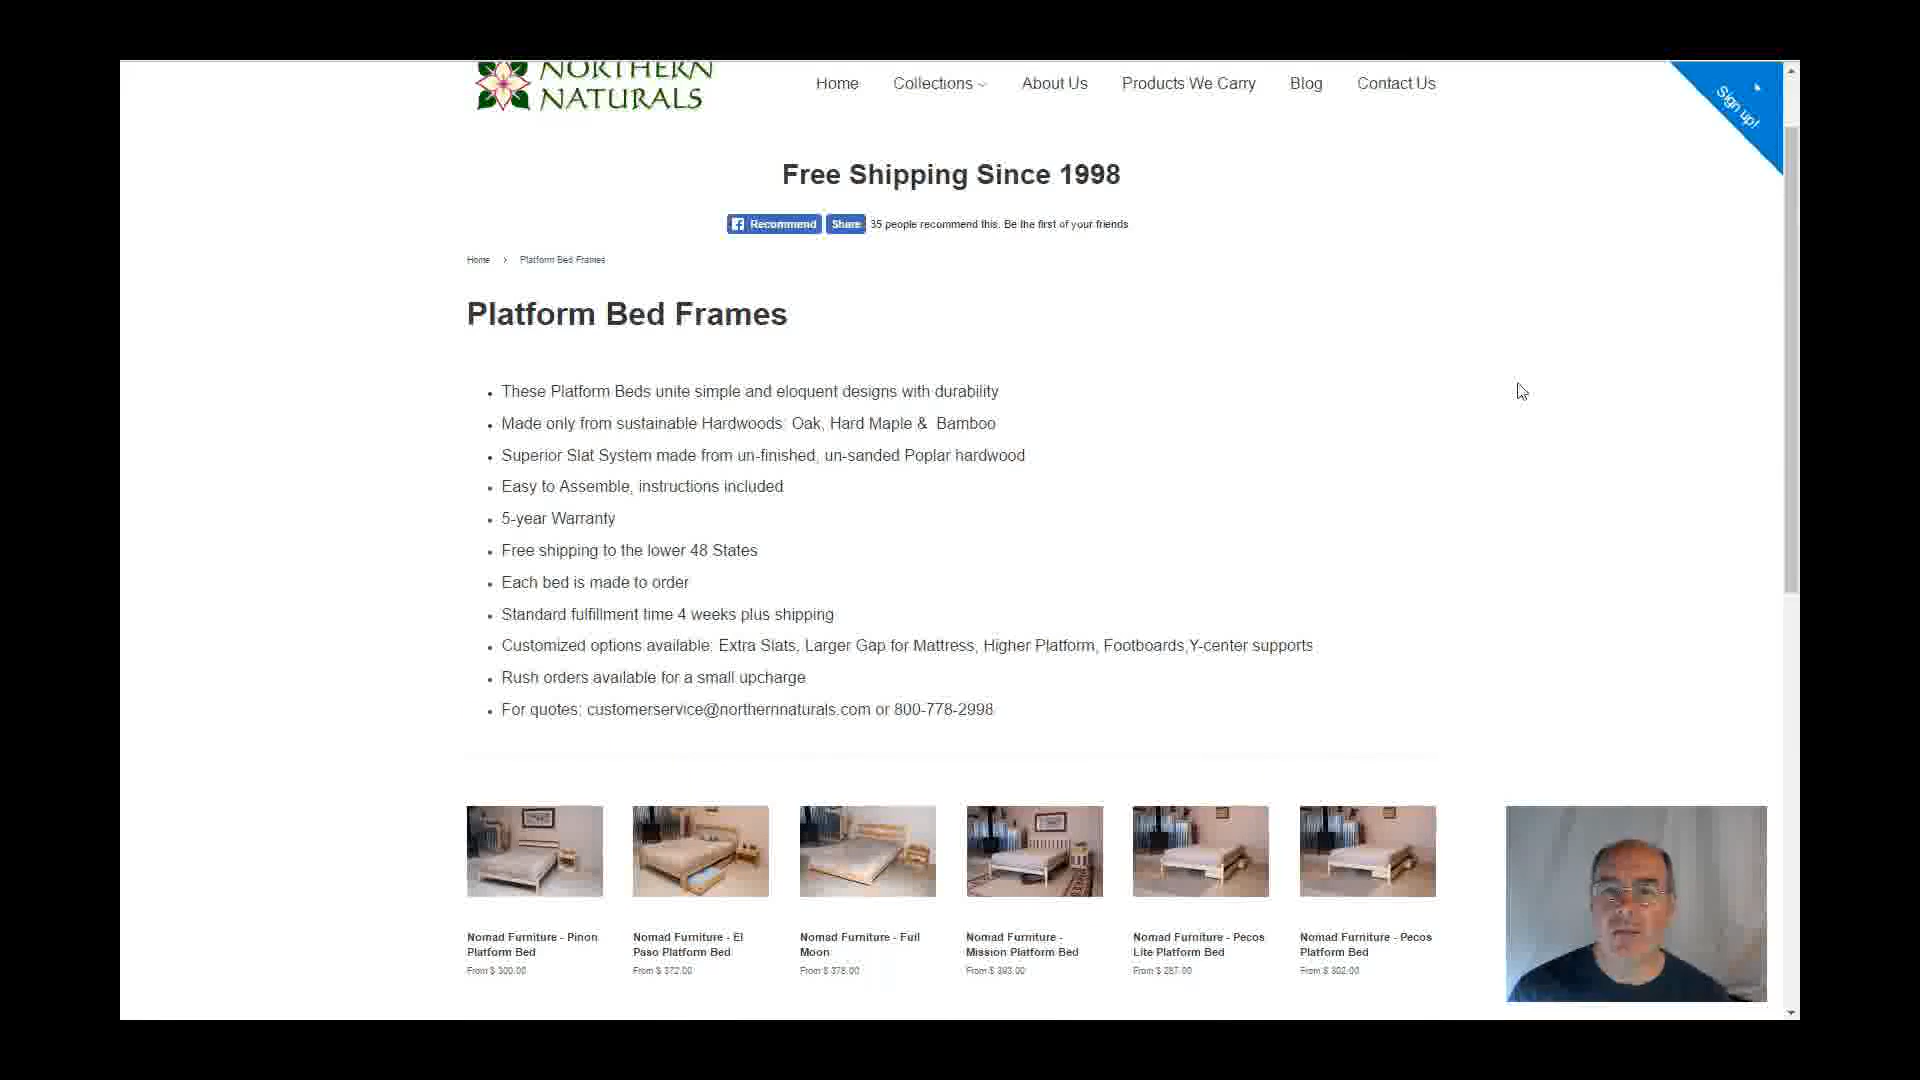 NORTHERN
NATURALS
Home Collections About Us Products We Carry Blog Contact Us
Sign up!
Free Shipping Since 1998
Recommend Share 35 people recommend this. Be the first of your friends
Home › Platform Bed Frames
Platform Bed Frames
• These Platform Beds unite simple and eloquent designs with durability
• Made only from sustainable Hardwoods: Oak, Hard Maple & Bamboo
• Superior Slat System made from un-finished, un-sanded Poplar hardwood
• Easy to Assemble, instructions included
• 5-year Warranty
• Free shipping to the lower 48 States
• Each bed is made to order
• Standard fulfillment time 4 weeks plus shipping
• Customized options available: Extra Slats, Larger Gap for Mattress, Higher Platform, Footboards,Y-center supports
• Rush orders available for a small upcharge
• For quotes: customerservice@northernnaturals.com or 800-778-2998
Nomad Furniture - Pinon
Platform Bed
From $ 300.00
Nomad Furniture - El
Paso Platform Bed
From $ 372.00
Nomad Furniture - Full
Moon
From $ 378.00
Nomad Furniture -
Mission Platform Bed
From $ 393.00
Nomad Furniture - Pecos
Lite Platform Bed
From $ 287.00
Nomad Furniture - Pecos
Platform Bed
From $ 302.00